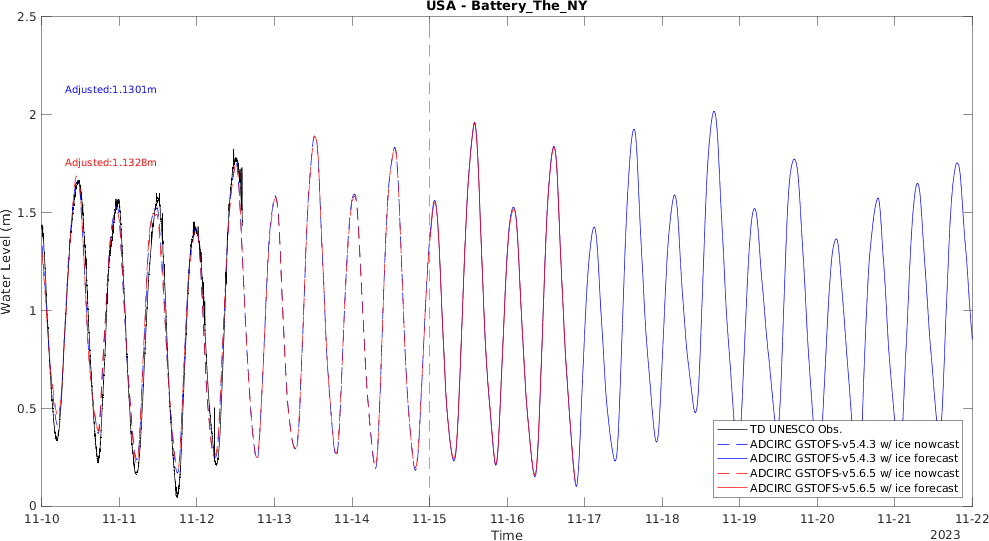 USA - Battery_The_NY
2.5
2
1.5
1
0.5
0
Water Level (m)
Adjusted:1.1301m
Adjusted:1.1328m
TD UNESCO Obs.
ADCIRC GSTOFS-v5.4.3 w/ ice nowcast
ADCIRC GSTOFS-v5.4.3 w/ ice forecast
ADCIRC GSTOFS-v5.6.5 w/ ice nowcast
ADCIRC GSTOFS-v5.6.5 w/ ice forecast
11-10 11-11 11-12 11-13 11-14 11-15 11-16 11-17 11-18 11-19 11-20 11-21 11-22
Time
2023